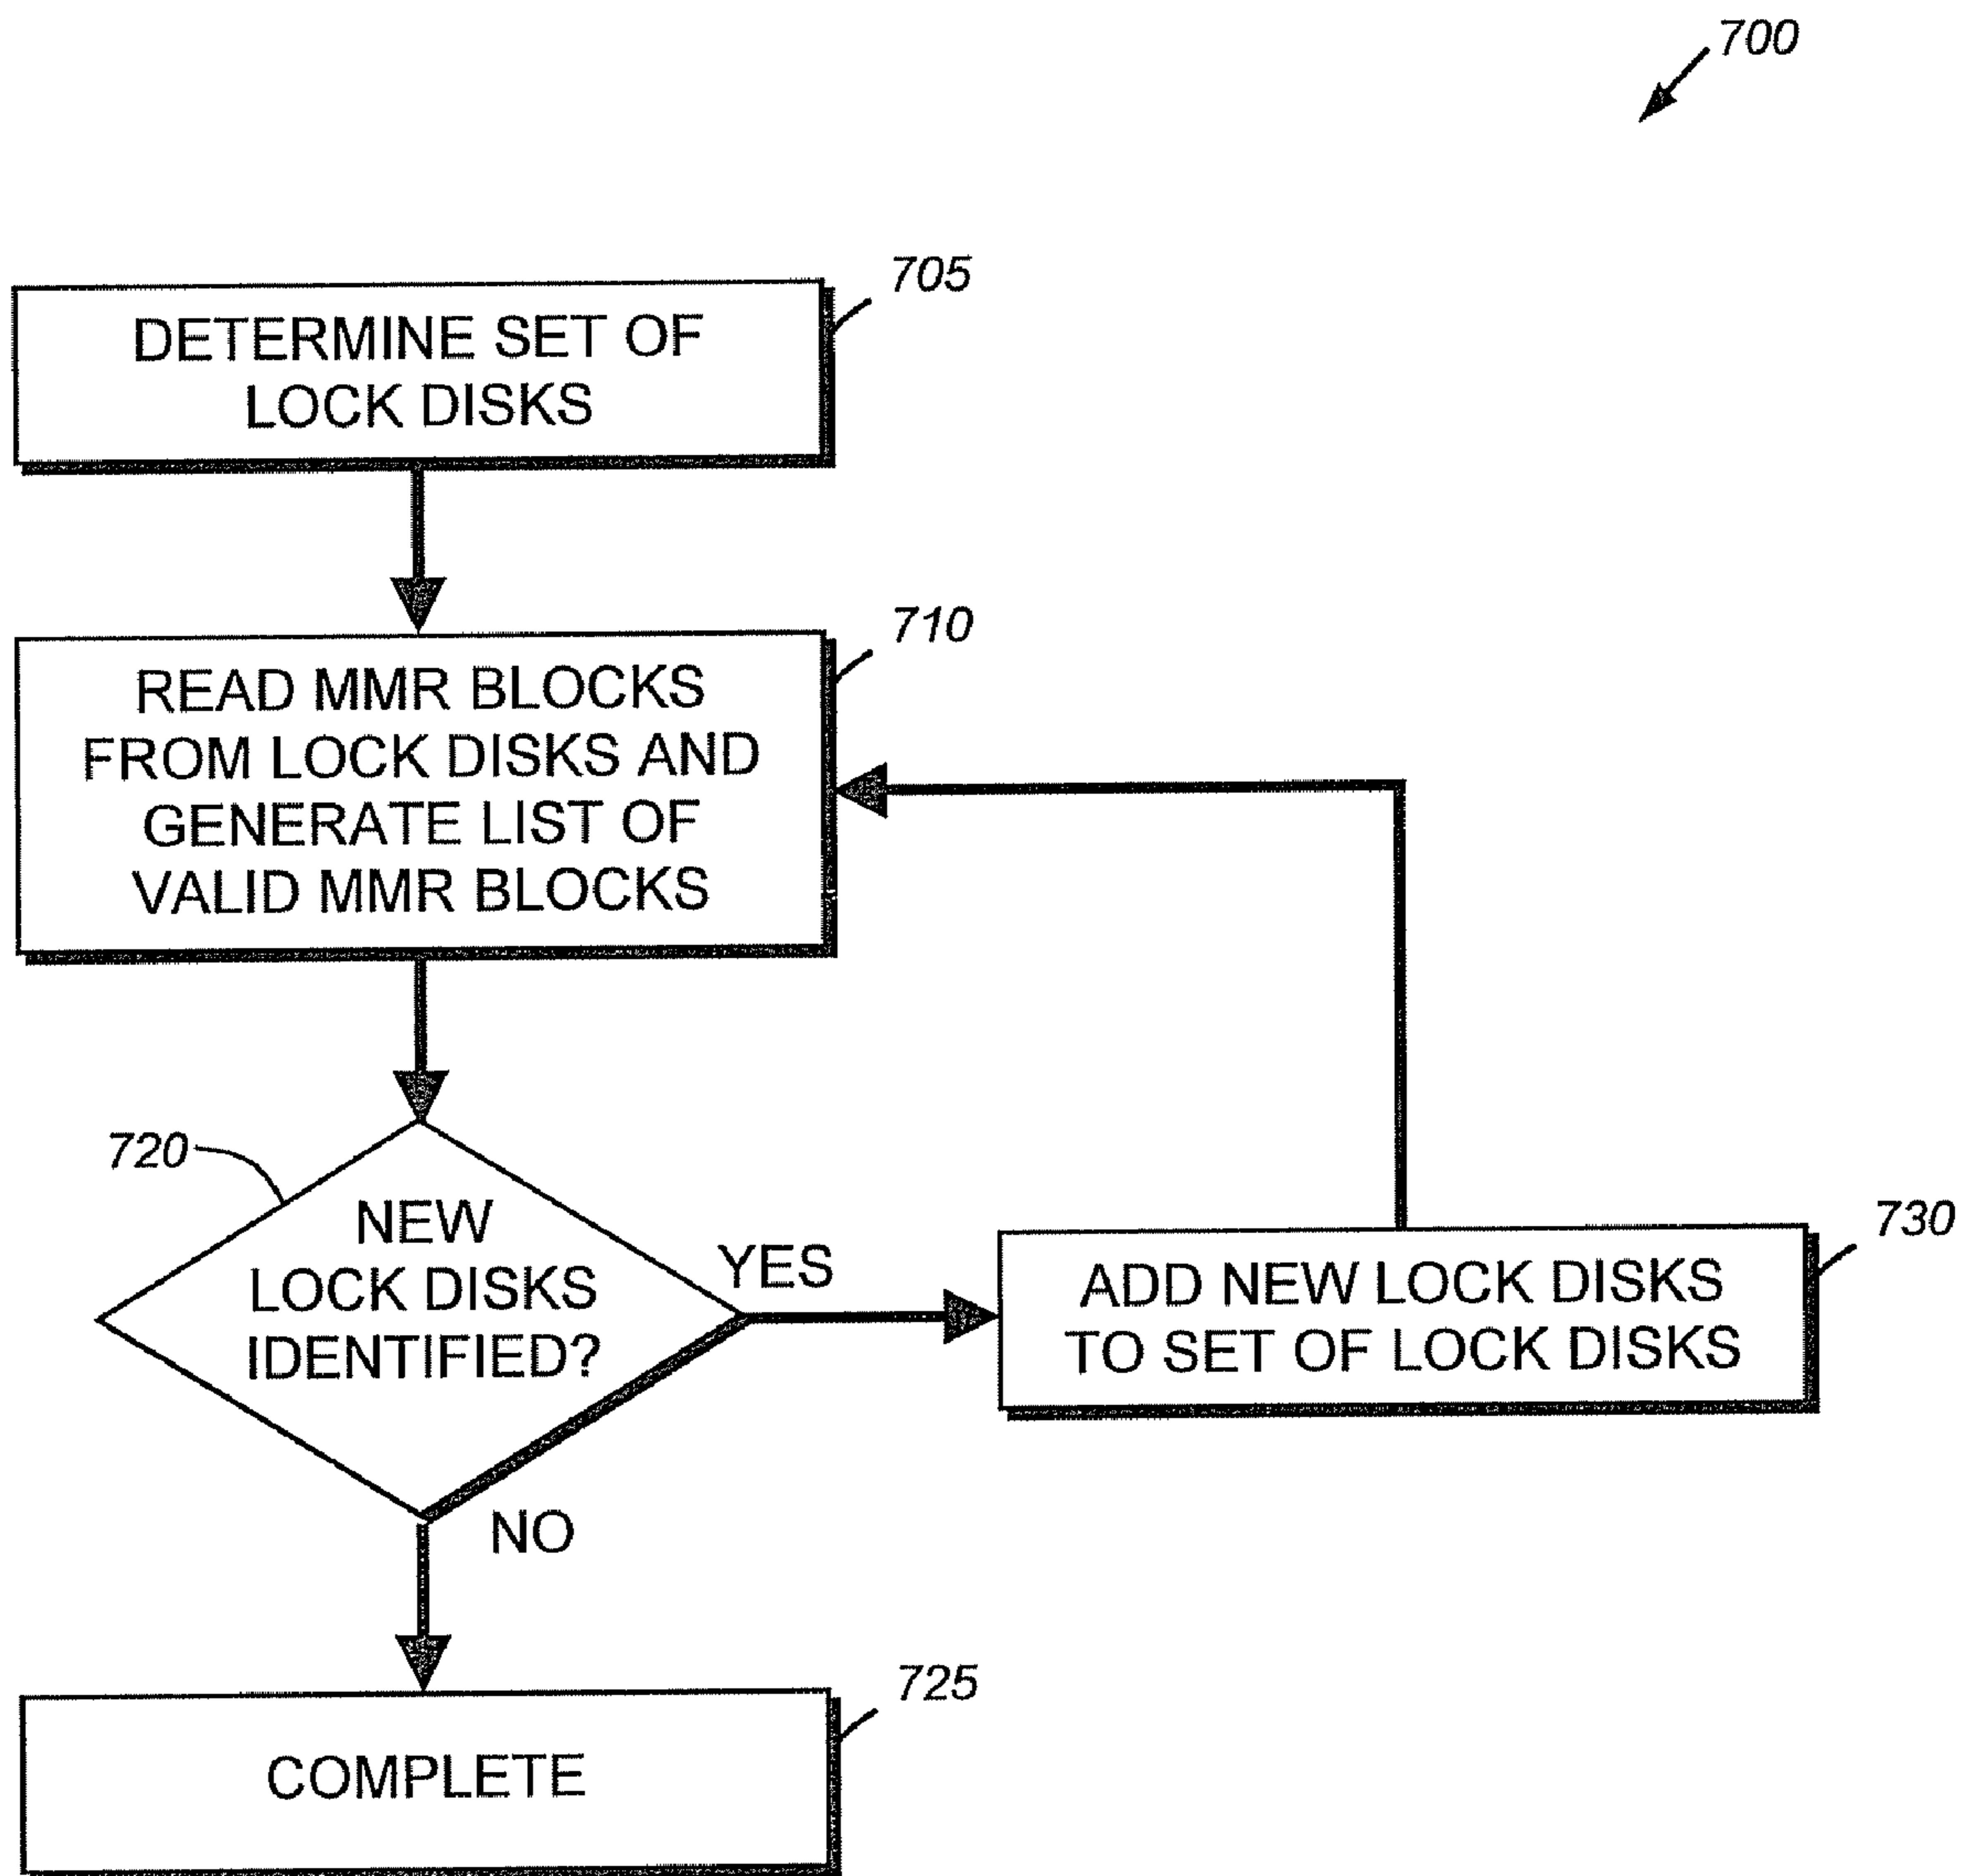 700
705
DETERMINE SET OF
LOCK DISKS
710
READ MMR BLOCKS
FROM LOCK DISKS AND
GENERATE LIST OF
VALID MMR BLOCKS
720
NEW
LOCK DISKS
IDENTIFIED?
YES
730
ADD NEW LOCK DISKS
TO SET OF LOCK DISKS
NO
725
COMPLETE